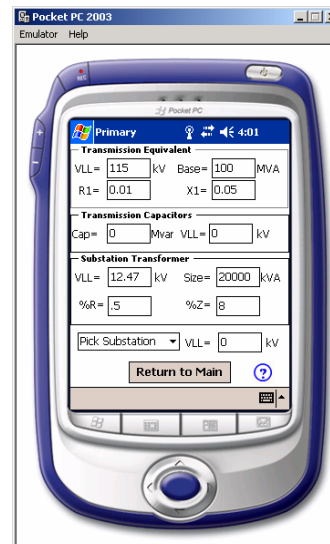 Pocket PC 2003
Emulator Help
REC
Pocket PC
Primary 4:01
Transmission Equivalent
VLL= 115 kV Base= 100 MVA
R1= 0.01 X1= 0.05
Transmission Capacitors
Cap= 0 Mvar VLL= 0 kV
Substation Transformer
VLL= 12.47 kV Size= 20000 kVA
%R= .5 %Z= 8
Pick Substation VLL= 0 kV
Return to Main ?